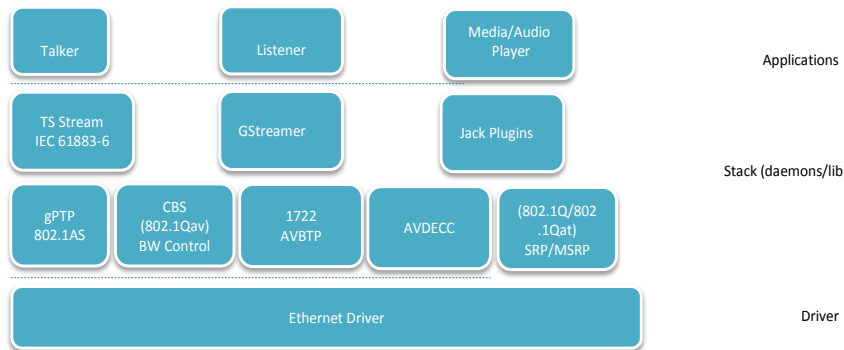 Talker
Listener
Media/Audio
Player
Applications
TS Stream
IEC 61883-6
GStreamer
Jack Plugins
Stack (daemons/lib
gPTP
802.1AS
CBS
(802.1Qav)
BW Control
1722
AVBTP
AVDECC
(802.1Q/802
.1Qat)
SRP/MSRP
Ethernet Driver
Driver